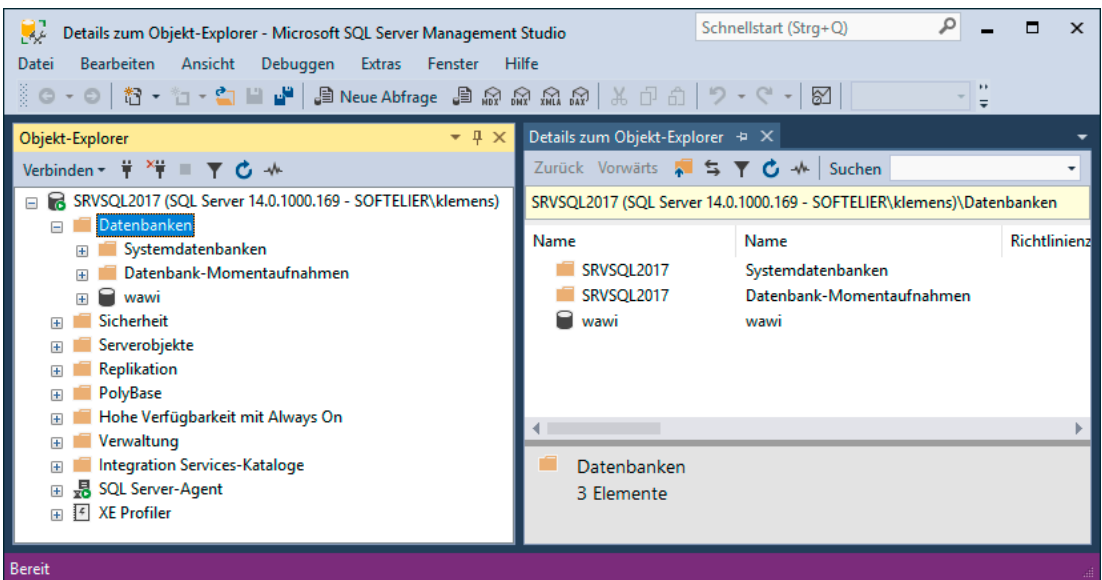 Details zum Objekt-Explorer - Microsoft SQL Server Management Studio
Schnellstart (Strg+Q)
Datei Bearbeiten Ansicht Debuggen Extras Fenster Hilfe
Neue Abfrage MDX DMX XMLA DAX
Objekt-Explorer
Verbinden
SRVSQL2017 (SQL Server 14.0.1000.169 - SOFTELIER\klemens)
Datenbanken
Systemdatenbanken
Datenbank-Momentaufnahmen
wawi
Sicherheit
Serverobjekte
Replikation
PolyBase
Hohe Verfügbarkeit mit Always On
Verwaltung
Integration Services-Kataloge
SQL Server-Agent
XE Profiler
Details zum Objekt-Explorer
Zurück Vorwärts Suchen
SRVSQL2017 (SQL Server 14.0.1000.169 - SOFTELIER\klemens)\Datenbanken
Name Name Richtlinienz
SRVSQL2017 Systemdatenbanken
SRVSQL2017 Datenbank-Momentaufnahmen
wawi wawi
Datenbanken
3 Elemente
Bereit